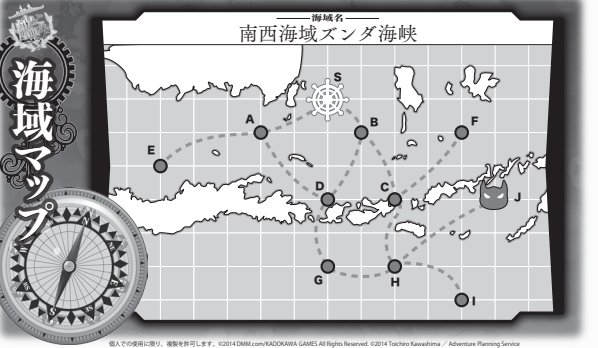 海域名
南西海域ズンダ海峡
海域マップ
S
A
B
F
E
D
C
J
G
H
I
個人での使用に限り、複製を許可します。©2014 DMM.com/KADOKAWA GAMES All Rights Reserved. ©2014 Toichiro Kawashima ／ Adventure Planning Service